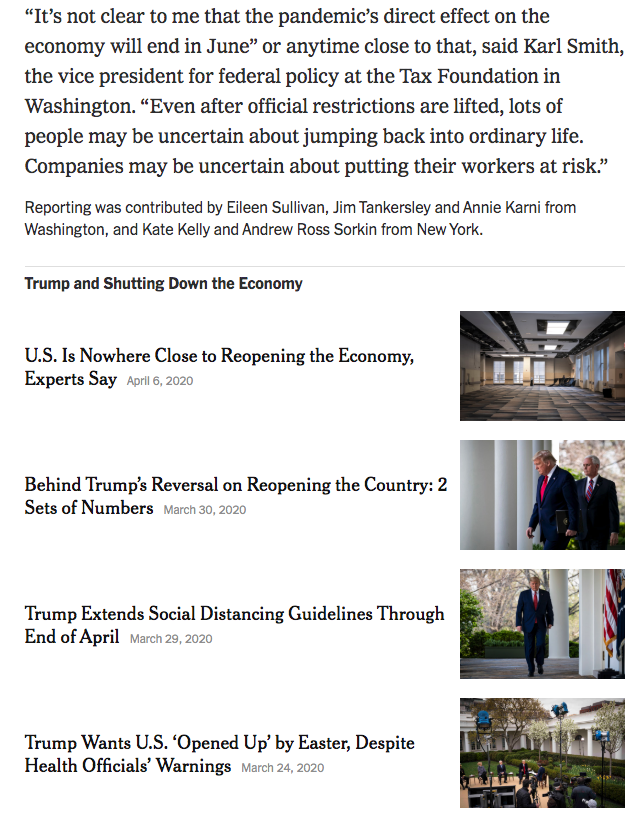 “It’s not clear to me that the pandemic’s direct effect on the
economy will end in June” or anytime close to that, said Karl Smith,
the vice president for federal policy at the Tax Foundation in
Washington. “Even after official restrictions are lifted, lots of
people may be uncertain about jumping back into ordinary life.
Companies may be uncertain about putting their workers at risk.”
Reporting was contributed by Eileen Sullivan, Jim Tankersley and Annie Karni from
Washington, and Kate Kelly and Andrew Ross Sorkin from New York.
Trump and Shutting Down the Economy
U.S. Is Nowhere Close to Reopening the Economy,
Experts Say April 6, 2020
Behind Trump’s Reversal on Reopening the Country: 2
Sets of Numbers March 30, 2020
Trump Extends Social Distancing Guidelines Through
End of April March 29, 2020
Trump Wants U.S. ‘Opened Up’ by Easter, Despite
Health Officials’ Warnings March 24, 2020